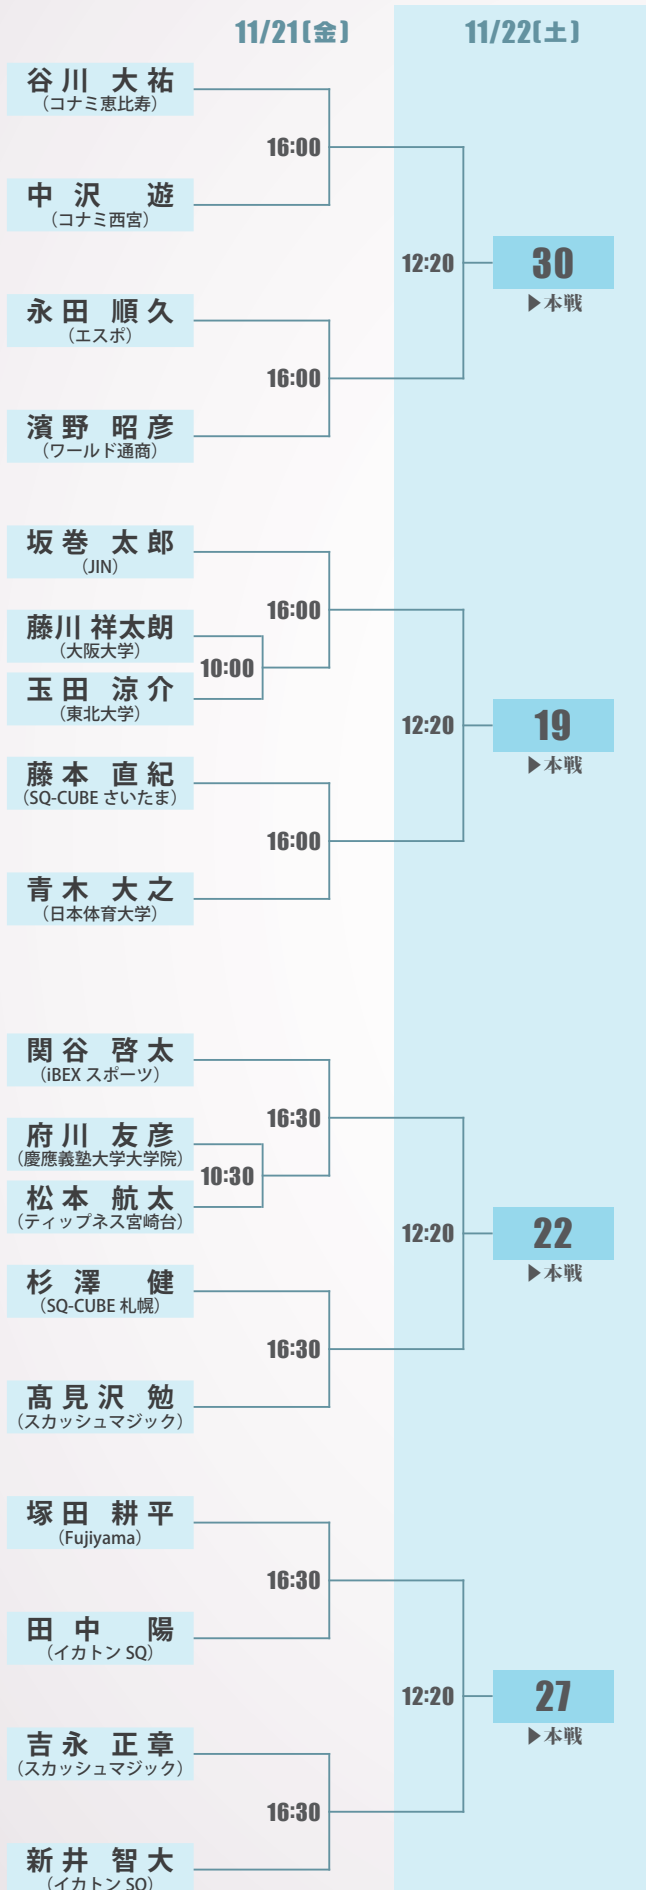 11/21(金) 11/22(土)
谷川 大祐
(コナミ恵比寿)
16:00
中沢 遊
(コナミ西宮)
12:20
30
▶本戦
永田 順久
(エスポ)
16:00
濱野 昭彦
(ワールド通商)
坂巻 太郎
(JIN)
16:00
藤川 祥太朗
(大阪大学)
10:00
玉田 涼介
(東北大学)
12:20
19
▶本戦
藤本 直紀
(SQ-CUBE さいたま)
16:00
青木 大之
(日本体育大学)
関谷 啓太
(iBEX スポーツ)
16:30
府川 友彦
(慶應義塾大学大学院)
10:30
松本 航太
(ティップネス宮崎台)
12:20
22
▶本戦
杉澤 健
(SQ-CUBE 札幌)
16:30
髙見沢 勉
(スカッシュマジック)
塚田 耕平
(Fujiyama)
16:30
田中 陽
(イカトン SQ)
12:20
27
▶本戦
吉永 正章
(スカッシュマジック)
16:30
新井 智大
(イカトン SQ)